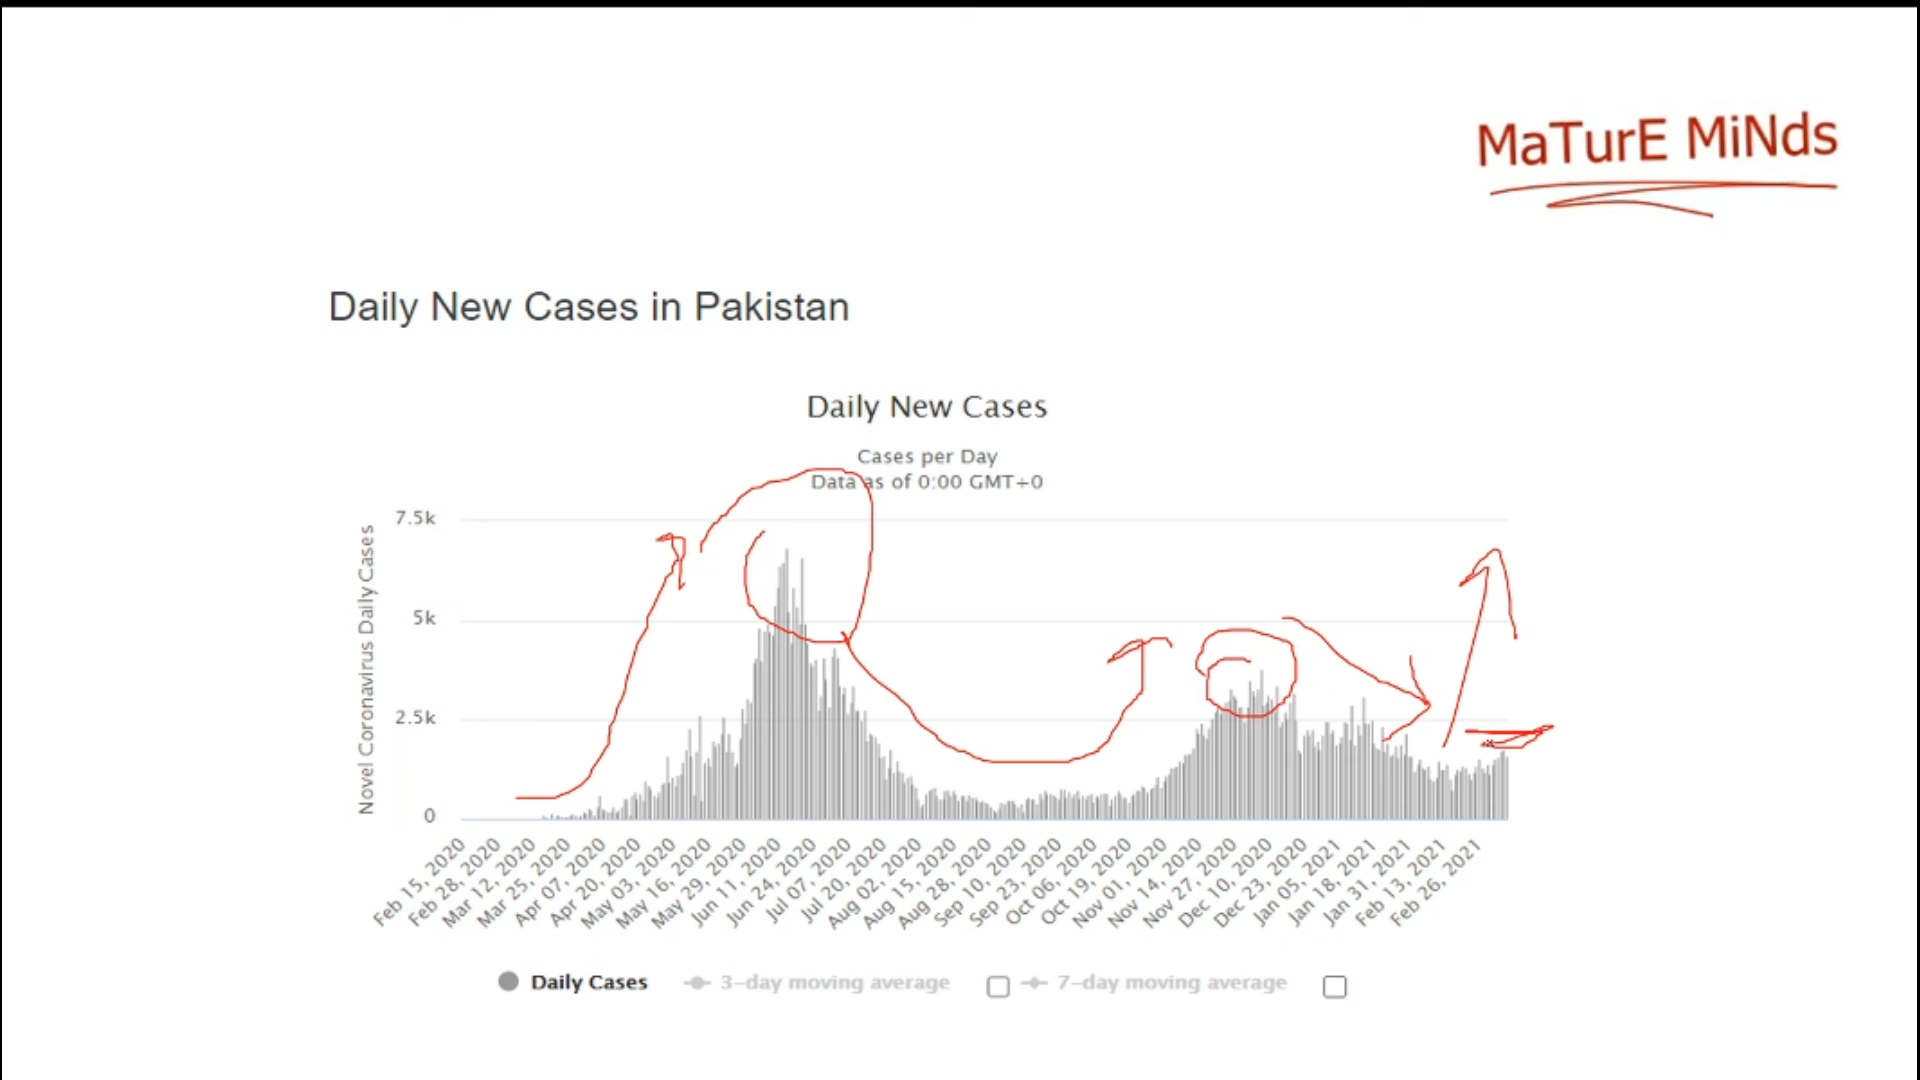 MaTurE MiNds
Daily New Cases in Pakistan
Daily New Cases
Cases per Day
Data as of 0:00 GMT+0
Novel Coronavirus Daily Cases
7.5k
5k
2.5k
0
Feb 15, 2020
Feb 28, 2020
Mar 12, 2020
Mar 25, 2020
Apr 07, 2020
Apr 20, 2020
May 03, 2020
May 16, 2020
May 29, 2020
Jun 11, 2020
Jun 24, 2020
Jul 07, 2020
Jul 20, 2020
Aug 02, 2020
Aug 15, 2020
Aug 28, 2020
Sep 10, 2020
Sep 23, 2020
Oct 06, 2020
Oct 19, 2020
Nov 01, 2020
Nov 14, 2020
Nov 27, 2020
Dec 10, 2020
Dec 23, 2020
Jan 05, 2021
Jan 18, 2021
Jan 31, 2021
Feb 13, 2021
Feb 26, 2021
Daily Cases
3-day moving average
7-day moving average